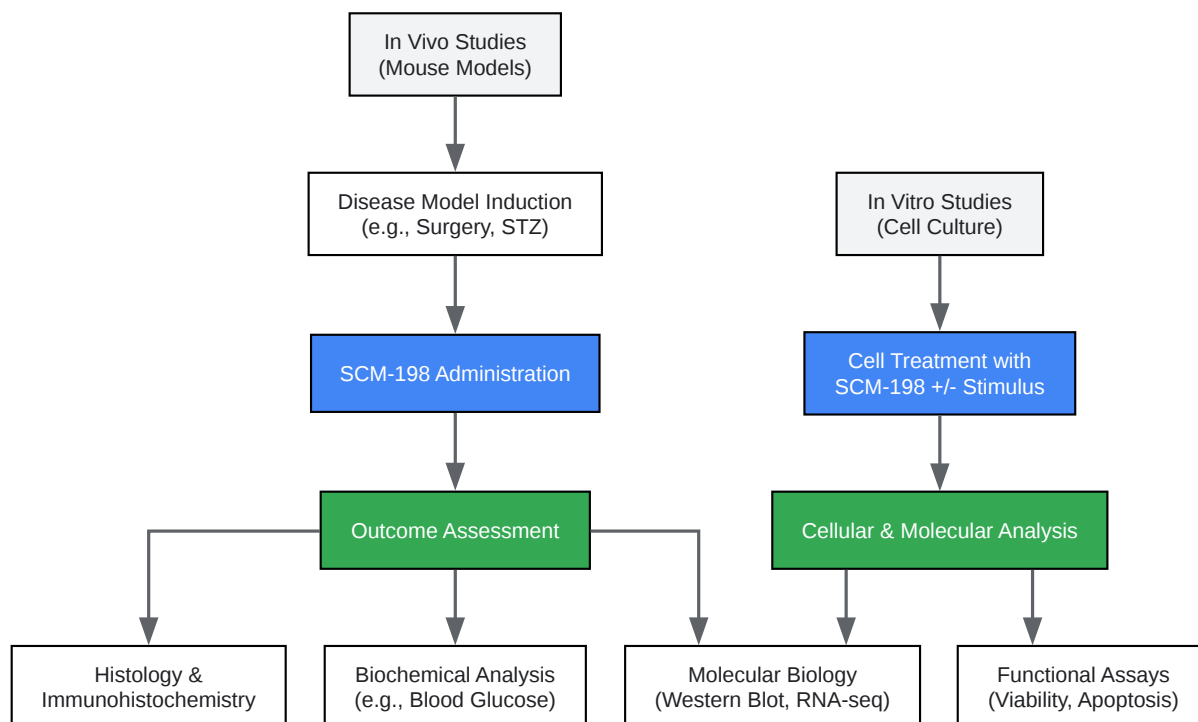 In Vivo Studies
(Mouse Models)
Disease Model Induction
(e.g., Surgery, STZ)
In Vitro Studies
(Cell Culture)
SCM-198 Administration
Cell Treatment with
SCM-198 +/- Stimulus
Outcome Assessment
Cellular & Molecular Analysis
Histology &
Immunohistochemistry
Biochemical Analysis
(e.g., Blood Glucose)
Molecular Biology
(Western Blot, RNA-seq)
Functional Assays
(Viability, Apoptosis)